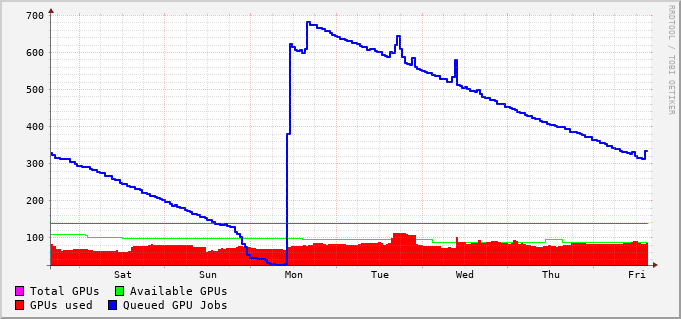 RRDTOOL / TOBI OETIKER
700
600
500
400
300
200
100
Sat Sun Mon Tue Wed Thu Fri
Total GPUs Available GPUs
GPUs used Queued GPU Jobs